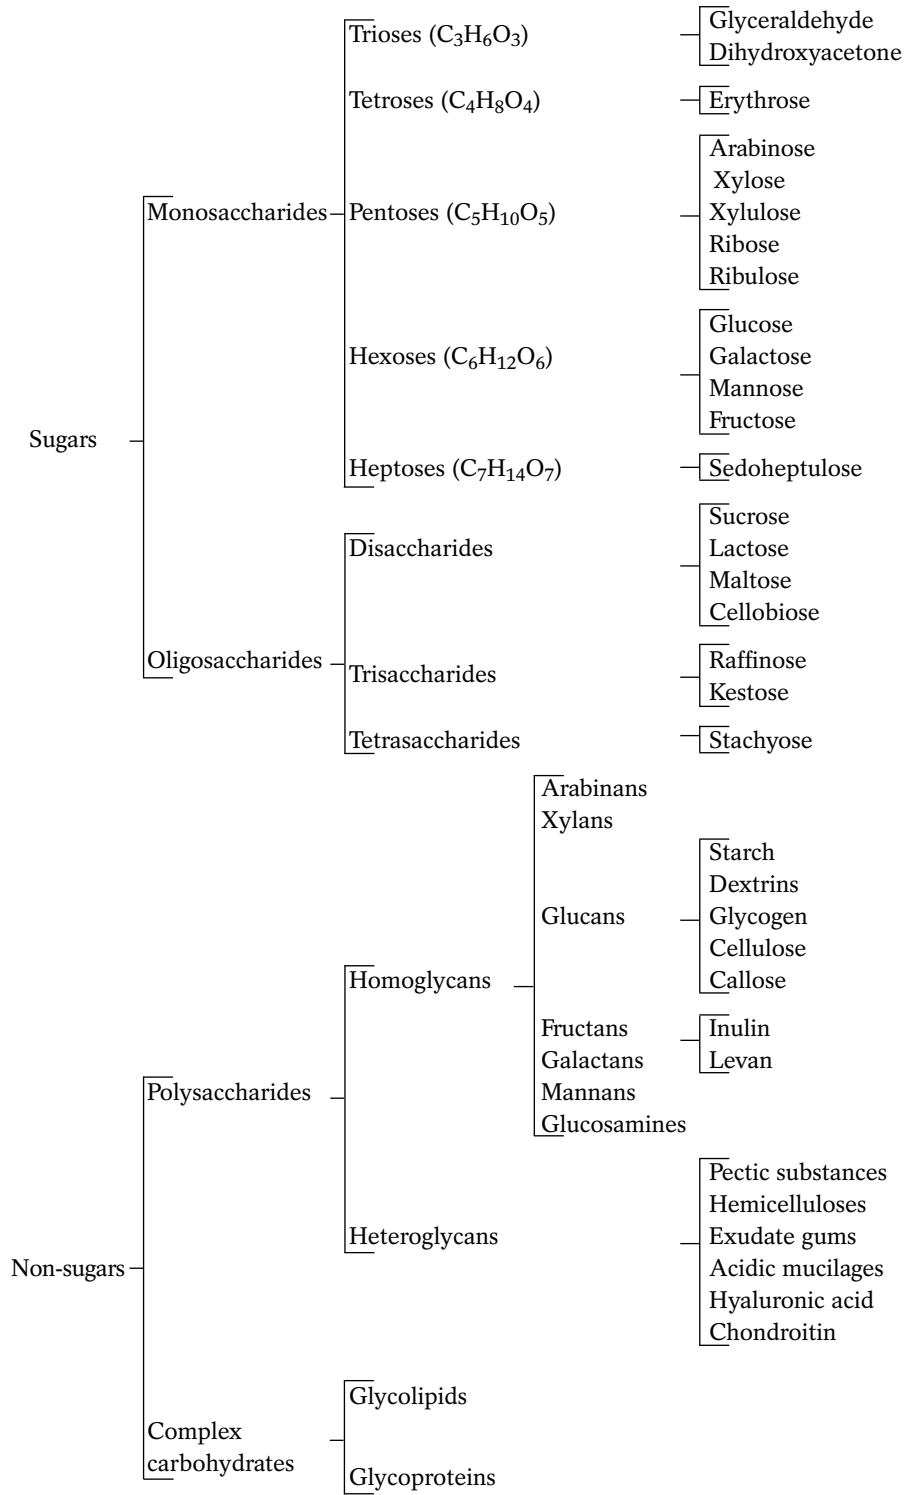 Trioses (C₃H₆O₃)
Glyceraldehyde
Dihydroxyacetone
Tetroses (C₄H₈O₄)
Erythrose
Monosaccharides
Pentoses (C₅H₁₀O₅)
Arabinose
Xylose
Xylulose
Ribose
Ribulose
Hexoses (C₆H₁₂O₆)
Glucose
Galactose
Mannose
Fructose
Sugars
Heptoses (C₇H₁₄O₇)
Sedoheptulose
Disaccharides
Sucrose
Lactose
Maltose
Cellobiose
Oligosaccharides
Trisaccharides
Raffinose
Kestose
Tetrasaccharides
Stachyose
Arabinans
Xylans
Glucans
Starch
Dextrins
Glycogen
Cellulose
Callose
Homoglycans
Fructans
Inulin
Levan
Galactans
Mannans
Glucosamines
Polysaccharides
Heteroglycans
Pectic substances
Hemicelluloses
Exudate gums
Acidic mucilages
Hyaluronic acid
Chondroitin
Non-sugars
Complex
carbohydrates
Glycolipids
Glycoproteins